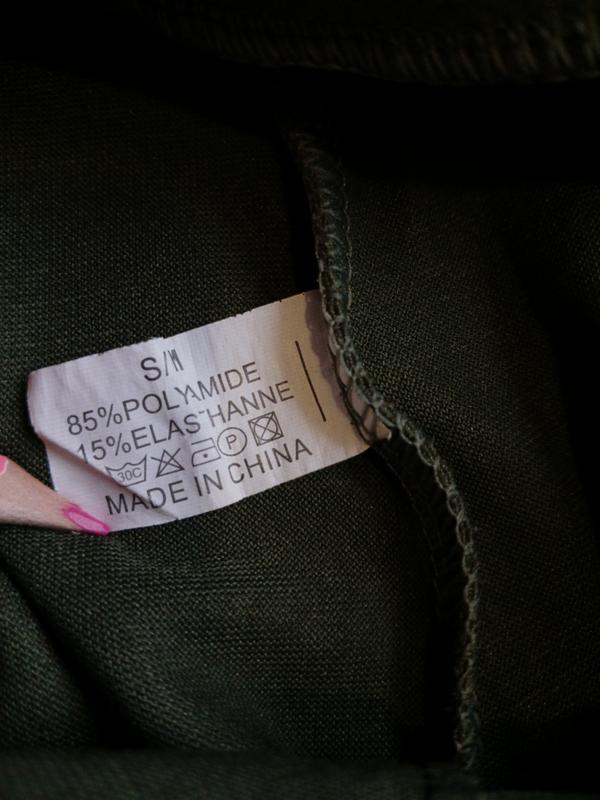 S/M
85%POLYAMIDE
15%ELASTHANNE
30C P
MADE IN CHINA